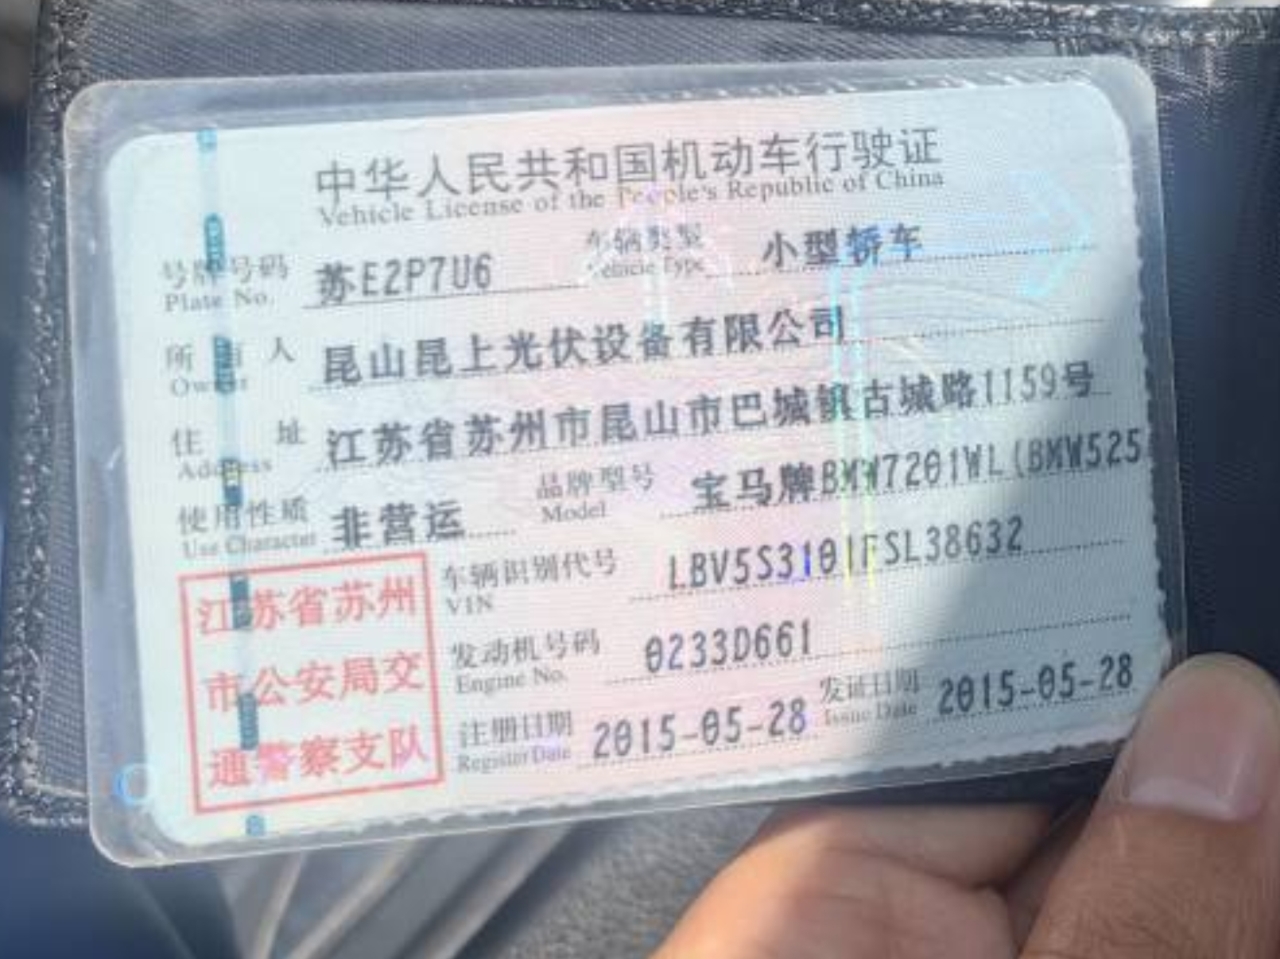 中华人民共和国机动车行驶证
Vehicle License of the People's Republic of China
号牌号码 苏E2P7U6 车辆类型 小型轿车
Plate No. Vehicle Type
所有人 昆山昆上光伏设备有限公司
Owner
住址 江苏省苏州市昆山市巴城镇古城路1159号
Address
使用性质 非营运 品牌型号 宝马牌BMW7201WL(BMW525
Use Character Model
江苏省苏州
市公安局交
通警察支队
车辆识别代号 LBV5S3101FSL38632
VIN
发动机号码 0233D661
Engine No.
注册日期 2015-05-28 发证日期 2015-05-28
Register Date Issue Date